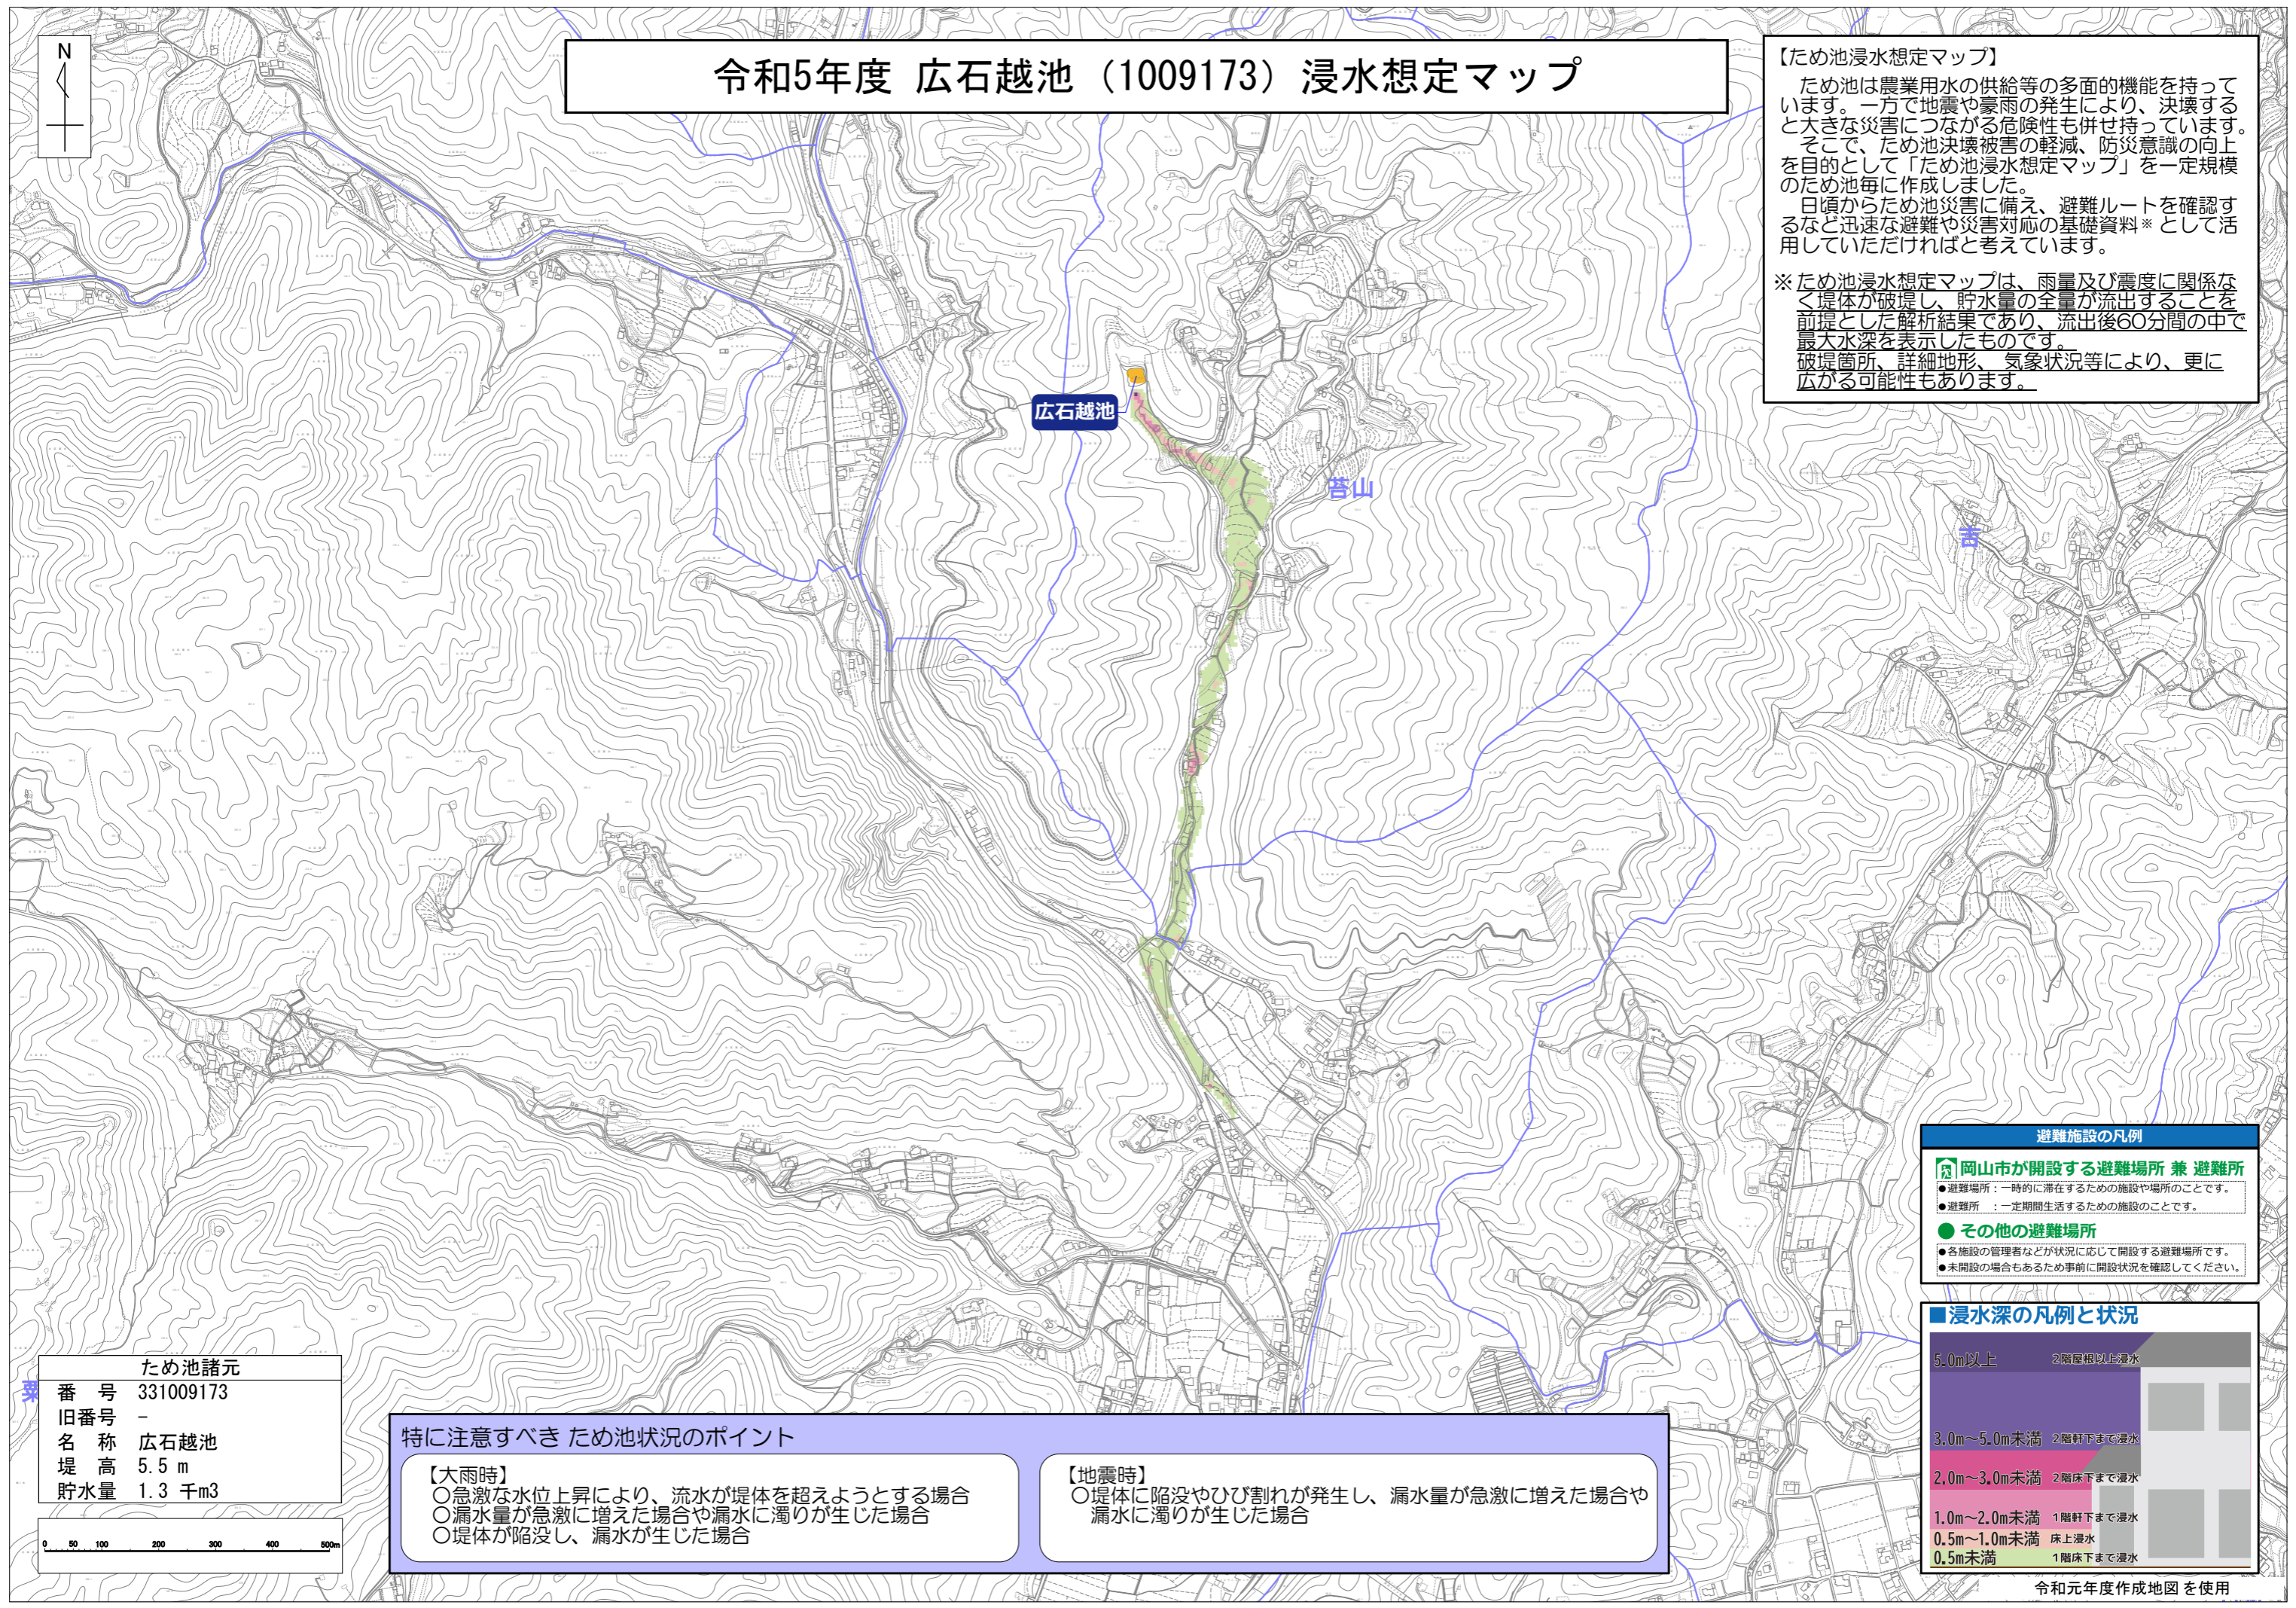 N
令和5年度 広石越池（1009173）浸水想定マップ
【ため池浸水想定マップ】
ため池は農業用水の供給等の多面的機能を持って
います。一方で地震や豪雨の発生により、決壊する
と大きな災害につながる危険性も併せ持っています。
そこで、ため池決壊被害の軽減、防災意識の向上
を目的として「ため池浸水想定マップ」を一定規模
のため池毎に作成しました。
日頃からため池災害に備え、避難ルートを確認す
るなど迅速な避難や災害対応の基礎資料※として活
用していただければと考えています。
※ため池浸水想定マップは、雨量及び震度に関係な
く堤体が破堤し、貯水量の全量が流出することを
前提とした解析結果であり、流出後60分間の中で
最大水深を表示したものです。
破堤箇所、詳細地形、気象状況等により、更に
広がる可能性もあります。
広石越池
苔山
吉
粟
避難施設の凡例
岡山市が開設する避難場所 兼 避難所
●避難場所：一時的に滞在するための施設や場所のことです。
●避難所　：一定期間生活するための施設のことです。
● その他の避難場所
●各施設の管理者などが状況に応じて開設する避難場所です。
●未開設の場合もあるため事前に開設状況を確認してください。
■浸水深の凡例と状況
5.0m以上 2階屋根以上浸水
3.0m～5.0m未満 2階軒下まで浸水
2.0m～3.0m未満 2階床下まで浸水
1.0m～2.0m未満 1階軒下まで浸水
0.5m～1.0m未満 床上浸水
0.5m未満 1階床下まで浸水
令和元年度作成地図を使用
ため池諸元
番　号 331009173
旧番号 -
名　称 広石越池
堤　高 5.5 m
貯水量 1.3 千m3
0 50 100 200 300 400 500m
特に注意すべき ため池状況のポイント
【大雨時】
○急激な水位上昇により、流水が堤体を超えようとする場合
○漏水量が急激に増えた場合や漏水に濁りが生じた場合
○堤体が陥没し、漏水が生じた場合
【地震時】
○堤体に陥没やひび割れが発生し、漏水量が急激に増えた場合や
漏水に濁りが生じた場合